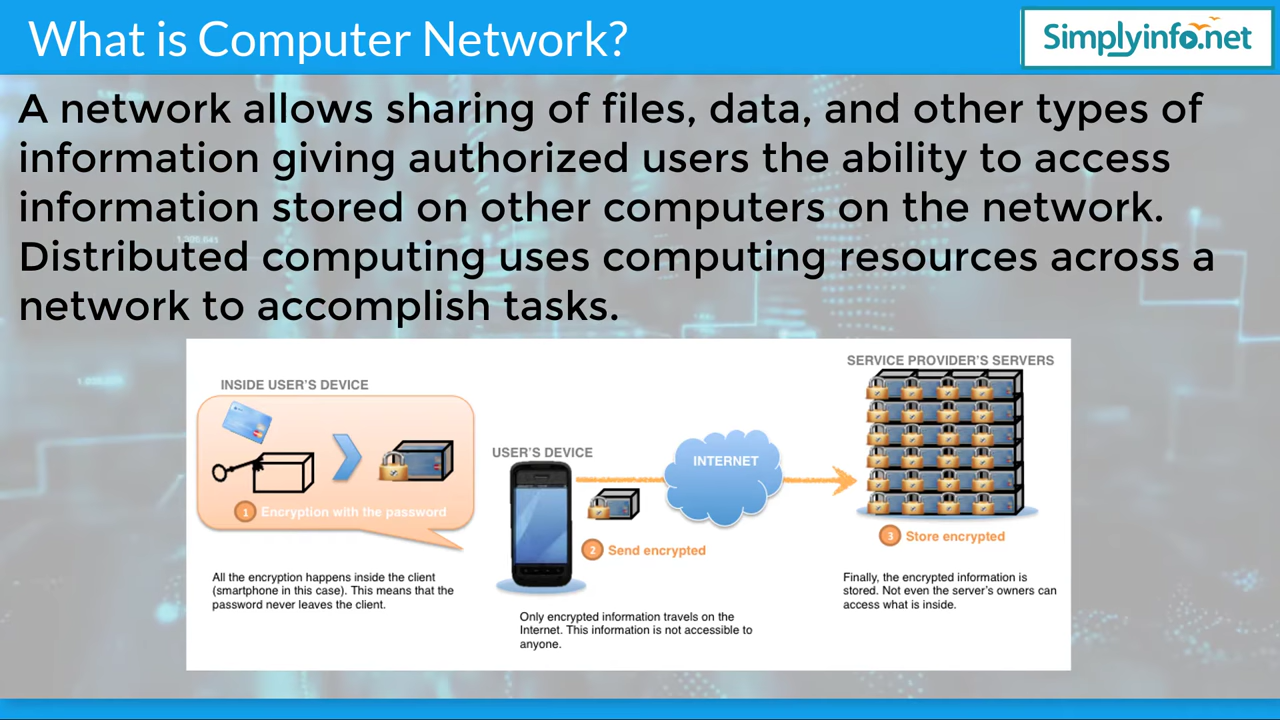 What is Computer Network?
Simplyinfo.net
A network allows sharing of files, data, and other types of
information giving authorized users the ability to access
information stored on other computers on the network.
Distributed computing uses computing resources across a
network to accomplish tasks.
INSIDE USER'S DEVICE
1 Encryption with the password
All the encryption happens inside the client
(smartphone in this case). This means that the
password never leaves the client.
USER'S DEVICE
INTERNET
2 Send encrypted
Only encrypted information travels on the
Internet. This information is not accessible to
anyone.
SERVICE PROVIDER'S SERVERS
3 Store encrypted
Finally, the encrypted information is
stored. Not even the server's owners can
access what is inside.